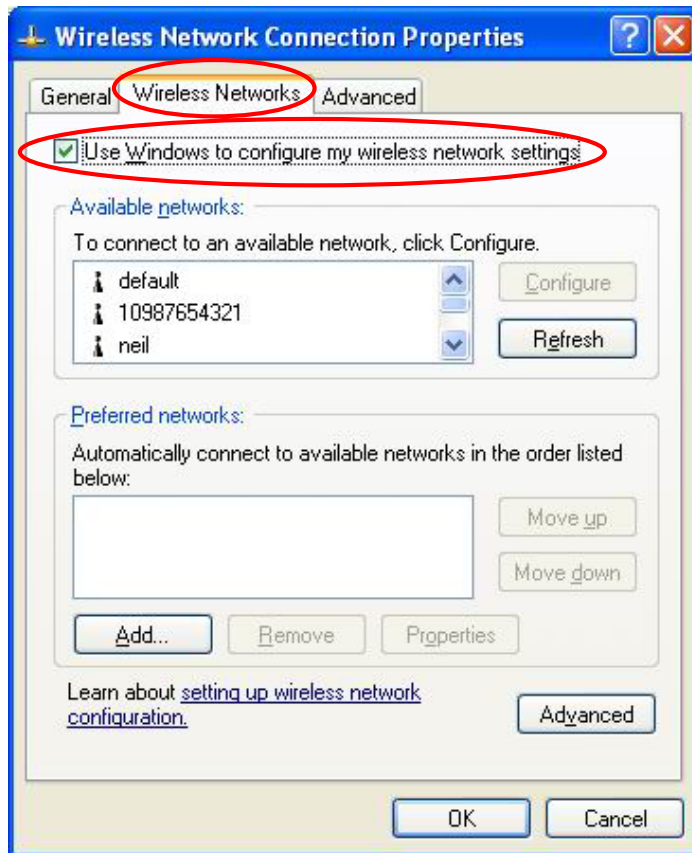 Wireless Network Connection Properties
General Wireless Networks Advanced
Use Windows to configure my wireless network settings
Available networks:
To connect to an available network, click Configure.
default
10987654321
neil
Configure
Refresh
Preferred networks:
Automatically connect to available networks in the order listed
below:
Move up
Move down
Add... Remove Properties
Learn about setting up wireless network
configuration.
Advanced
OK Cancel